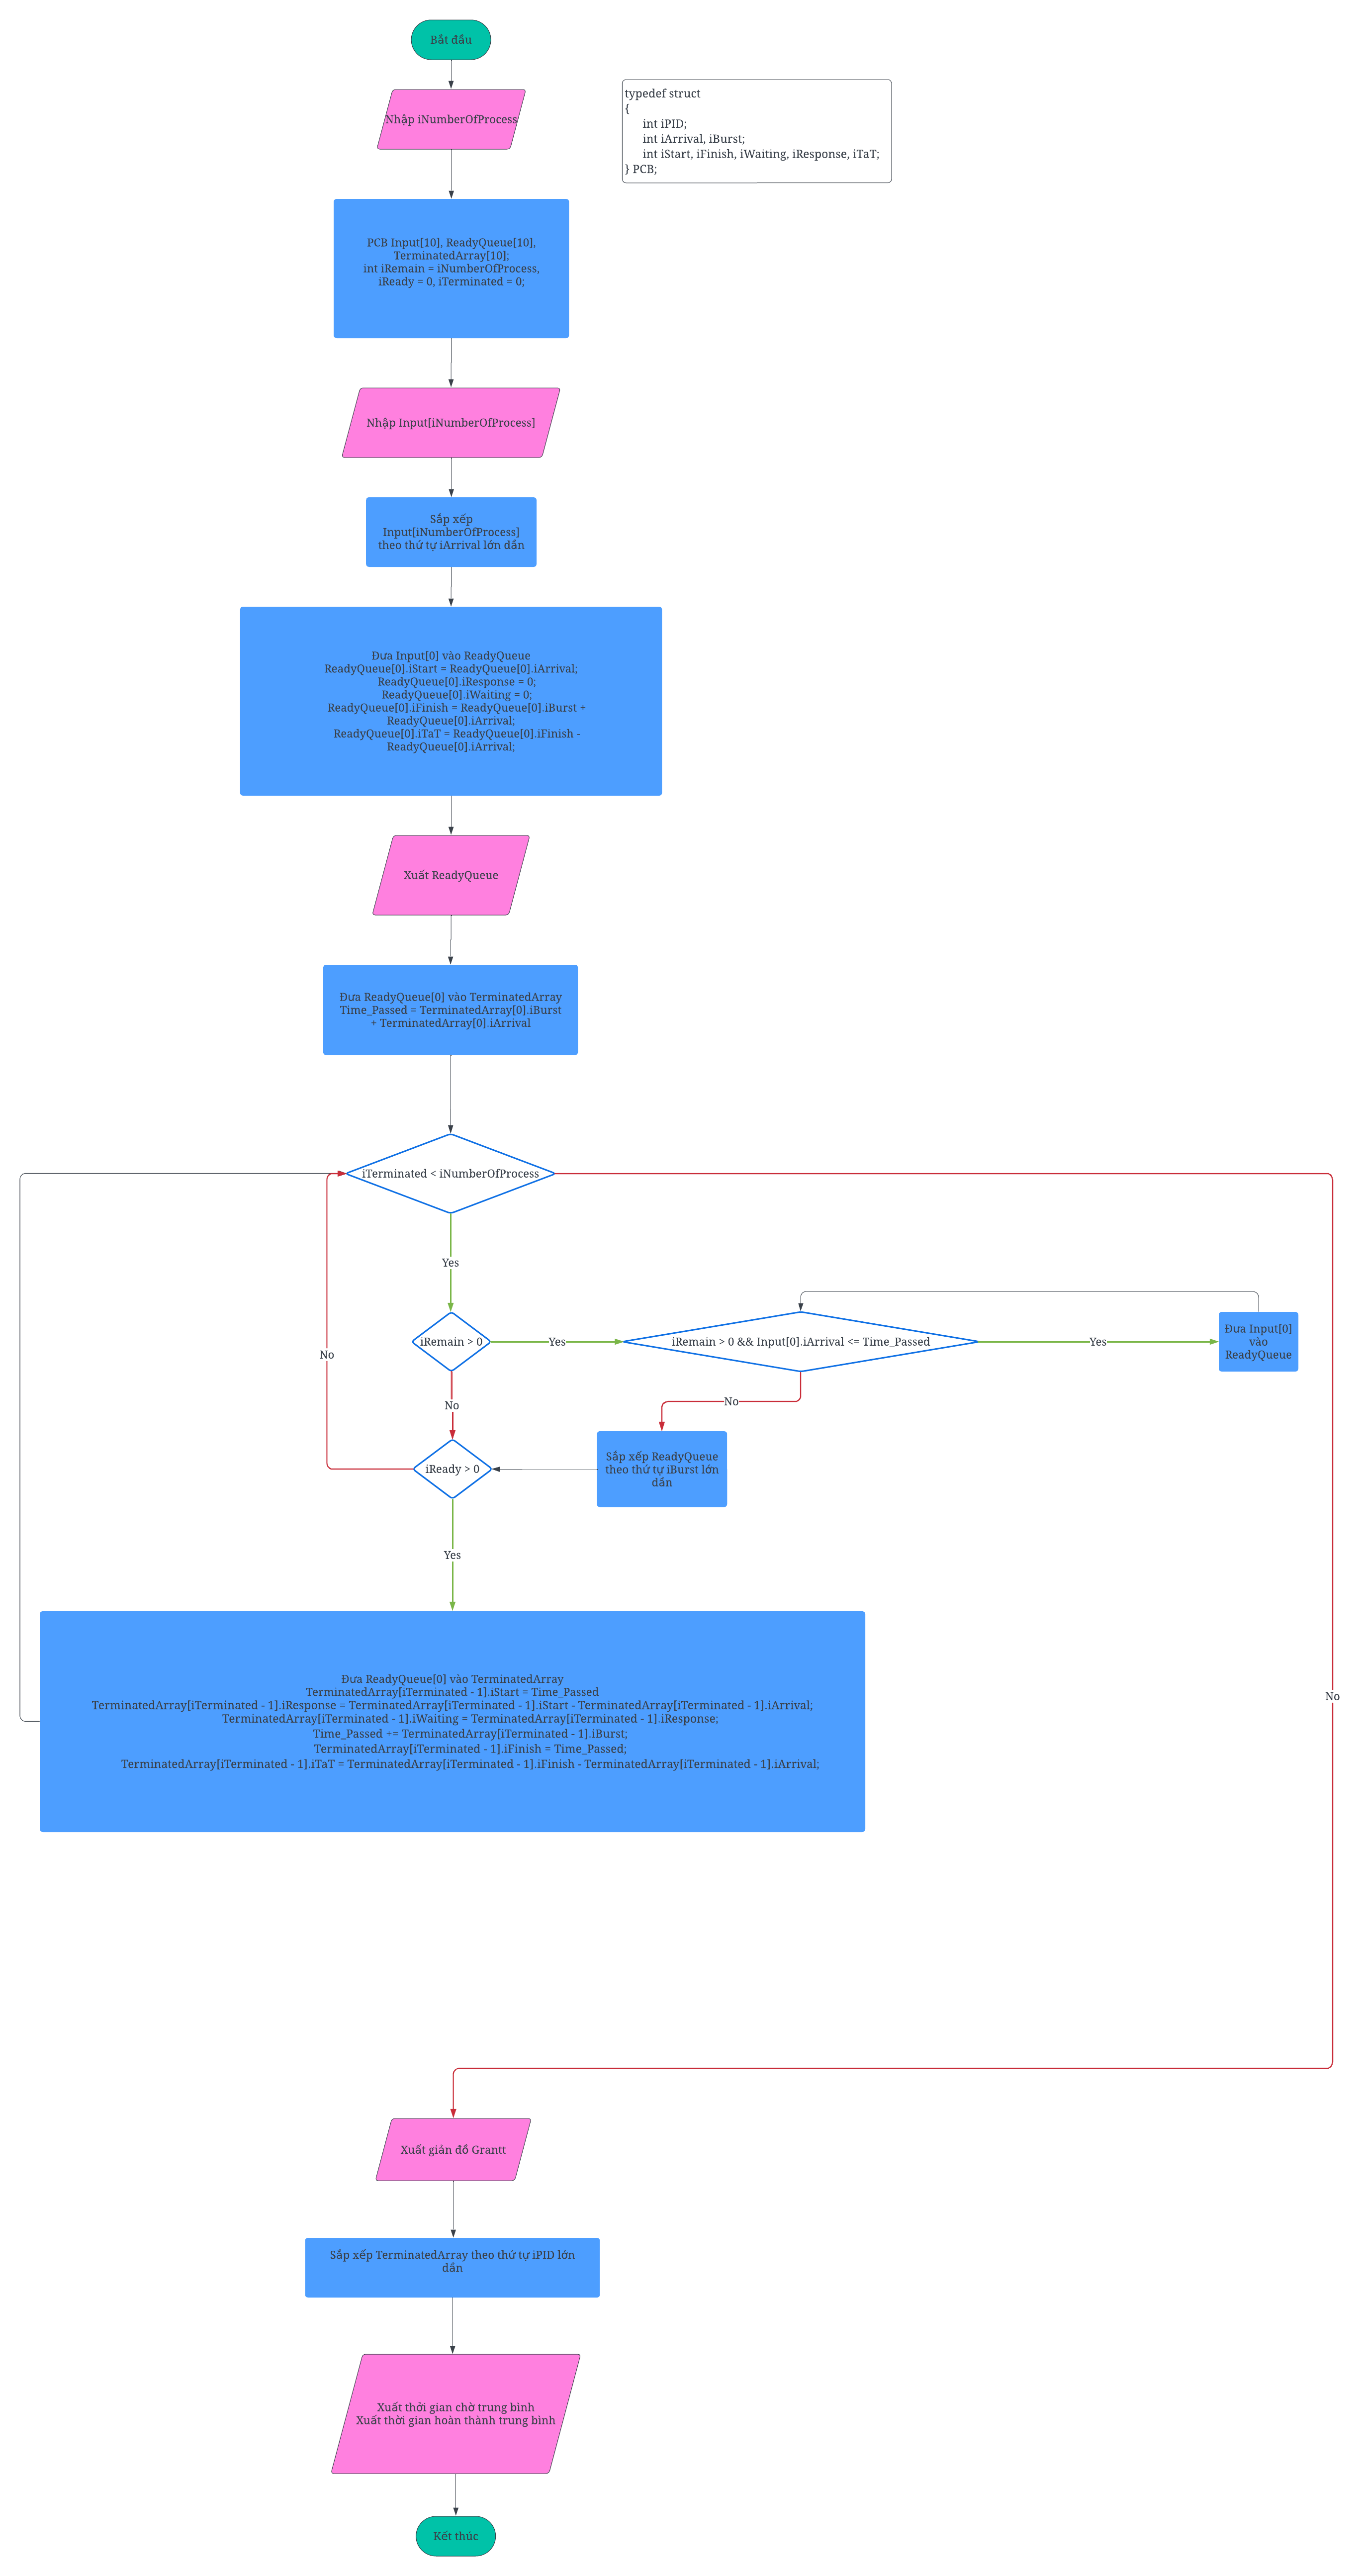 Bắt đầu
Nhập iNumberOfProcess
typedef struct
{
int iPID;
int iArrival, iBurst;
int iStart, iFinish, iWaiting, iResponse, iTaT;
} PCB;
PCB Input[10], ReadyQueue[10],
TerminatedArray[10];
int iRemain = iNumberOfProcess,
iReady = 0, iTerminated = 0;
Nhập Input[iNumberOfProcess]
Sắp xếp
Input[iNumberOfProcess]
theo thứ tự iArrival lớn dần
Đưa Input[0] vào ReadyQueue
ReadyQueue[0].iStart = ReadyQueue[0].iArrival;
ReadyQueue[0].iResponse = 0;
ReadyQueue[0].iWaiting = 0;
ReadyQueue[0].iFinish = ReadyQueue[0].iBurst +
ReadyQueue[0].iArrival;
ReadyQueue[0].iTaT = ReadyQueue[0].iFinish -
ReadyQueue[0].iArrival;
Xuất ReadyQueue
Đưa ReadyQueue[0] vào TerminatedArray
Time_Passed = TerminatedArray[0].iBurst
+ TerminatedArray[0].iArrival
iTerminated < iNumberOfProcess
Yes
iRemain > 0
Yes
iRemain > 0 && Input[0].iArrival <= Time_Passed
Yes
Đưa Input[0]
vào
ReadyQueue
No
No
No
Sắp xếp ReadyQueue
theo thứ tự iBurst lớn
dần
iReady > 0
Yes
Đưa ReadyQueue[0] vào TerminatedArray
TerminatedArray[iTerminated - 1].iStart = Time_Passed
TerminatedArray[iTerminated - 1].iResponse = TerminatedArray[iTerminated - 1].iStart - TerminatedArray[iTerminated - 1].iArrival;
TerminatedArray[iTerminated - 1].iWaiting = TerminatedArray[iTerminated - 1].iResponse;
Time_Passed += TerminatedArray[iTerminated - 1].iBurst;
TerminatedArray[iTerminated - 1].iFinish = Time_Passed;
TerminatedArray[iTerminated - 1].iTaT = TerminatedArray[iTerminated - 1].iFinish - TerminatedArray[iTerminated - 1].iArrival;
No
Xuất giản đồ Grantt
Sắp xếp TerminatedArray theo thứ tự iPID lớn
dần
Xuất thởi gian chờ trung bình
Xuất thời gian hoàn thành trung bình
Kết thúc